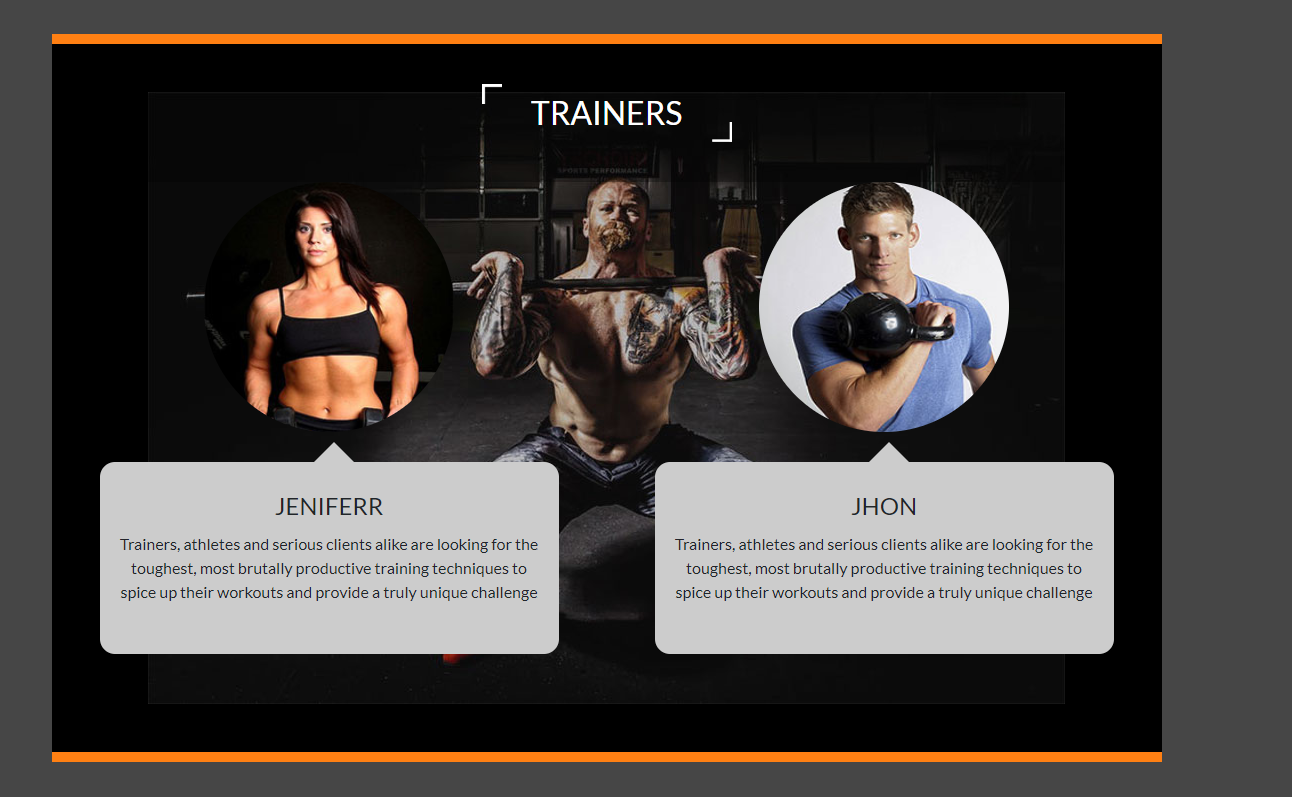 TRAINERS
SPORTS PERFORMANCE
JENIFERR
Trainers, athletes and serious clients alike are looking for the
toughest, most brutally productive training techniques to
spice up their workouts and provide a truly unique challenge
JHON
Trainers, athletes and serious clients alike are looking for the
toughest, most brutally productive training techniques to
spice up their workouts and provide a truly unique challenge